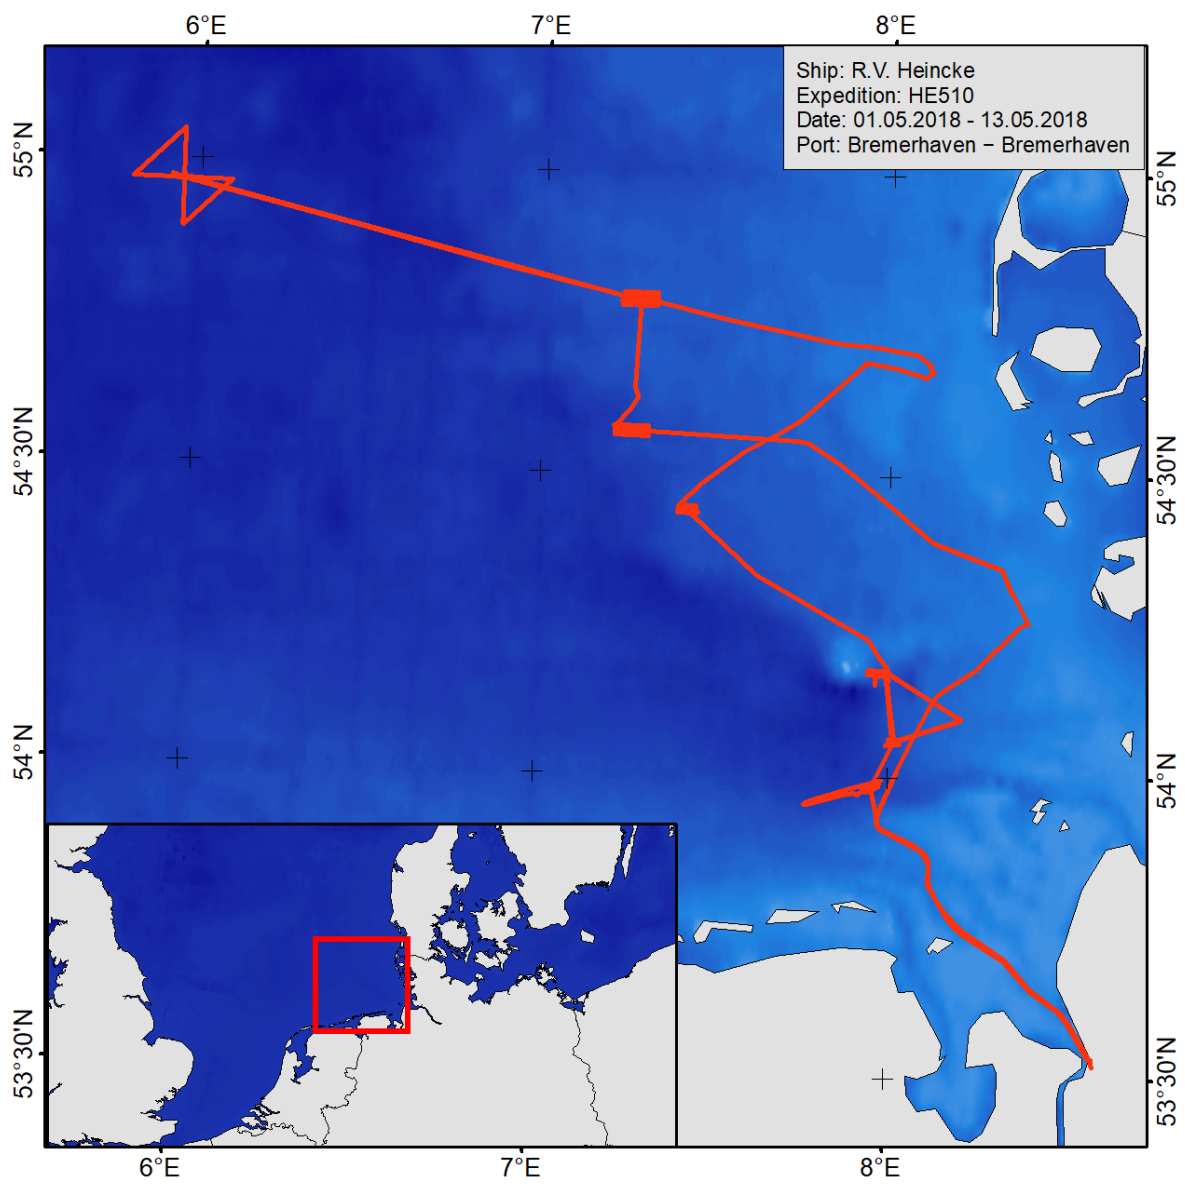 6°E 7°E 8°E
Ship: R.V. Heincke
Expedition: HE510
Date: 01.05.2018 - 13.05.2018
Port: Bremerhaven – Bremerhaven
55°N
55°N
54°30'N
54°30'N
54°N
54°N
53°30'N
53°30'N
6°E 7°E 8°E